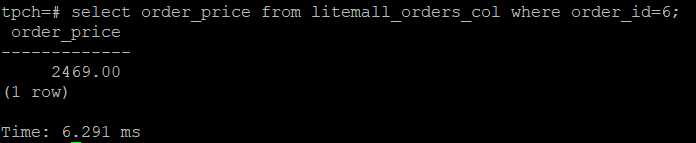 tpch=# select order_price from litemall_orders_col where order_id=6;
 order_price
-------------
     2469.00
(1 row)

Time: 6.291 ms